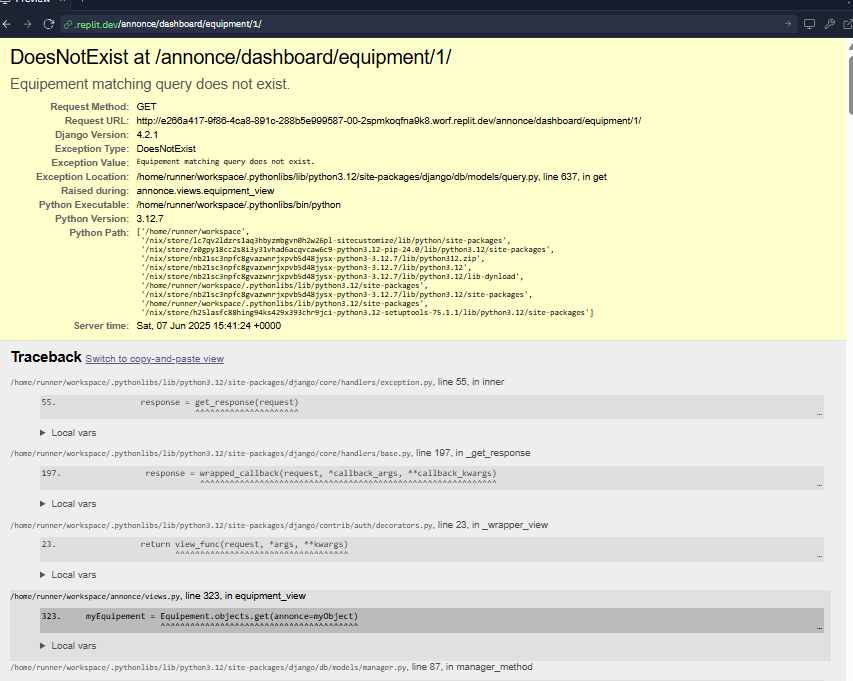 Preview
.replit.dev/annonce/dashboard/equipment/1/
DoesNotExist at /annonce/dashboard/equipment/1/
Equipement matching query does not exist.
Request Method: GET
Request URL: http://e266a417-9f86-4ca8-891c-288b5e999587-00-2spmkoqfna9k8.worf.replit.dev/annonce/dashboard/equipment/1/
Django Version: 4.2.1
Exception Type: DoesNotExist
Exception Value: Equipement matching query does not exist.
Exception Location: /home/runner/workspace/.pythonlibs/lib/python3.12/site-packages/django/db/models/query.py, line 637, in get
Raised during: annonce.views.equipment_view
Python Executable: /home/runner/workspace/.pythonlibs/bin/python
Python Version: 3.12.7
Python Path: ['/home/runner/workspace',
'/nix/store/lc7qv2ldzrs1aq3hbyzmbgvn0h2w26pl-sitecustomize/lib/python/site-packages',
'/nix/store/z0gpy18cc2s8i3y31vhad6acqvcaw6c9-python3.12-pip-24.0/lib/python3.12/site-packages',
'/nix/store/nb21sc3npfc8gvazwnrjxpvb5d48jysx-python3-3.12.7/lib/python312.zip',
'/nix/store/nb21sc3npfc8gvazwnrjxpvb5d48jysx-python3-3.12.7/lib/python3.12',
'/nix/store/nb21sc3npfc8gvazwnrjxpvb5d48jysx-python3-3.12.7/lib/python3.12/lib-dynload',
'/home/runner/workspace/.pythonlibs/lib/python3.12/site-packages',
'/nix/store/nb21sc3npfc8gvazwnrjxpvb5d48jysx-python3-3.12.7/lib/python3.12/site-packages',
'/home/runner/workspace/.pythonlibs/lib/python3.12/site-packages',
'/nix/store/h25lasfc88hing94ks429x393chr9jci-python3.12-setuptools-75.1.1/lib/python3.12/site-packages']
Server time: Sat, 07 Jun 2025 15:41:24 +0000
Traceback Switch to copy-and-paste view
/home/runner/workspace/.pythonlibs/lib/python3.12/site-packages/django/core/handlers/exception.py, line 55, in inner
55. response = get_response(request)
^^^^^^^^^^^^^^^^^^^^^
…
Local vars
/home/runner/workspace/.pythonlibs/lib/python3.12/site-packages/django/core/handlers/base.py, line 197, in _get_response
197. response = wrapped_callback(request, *callback_args, **callback_kwargs)
^^^^^^^^^^^^^^^^^^^^^^^^^^^^^^^^^^^^^^^^^^^^^^^^^^^^^^^^^^^^
…
Local vars
/home/runner/workspace/.pythonlibs/lib/python3.12/site-packages/django/contrib/auth/decorators.py, line 23, in _wrapper_view
23. return view_func(request, *args, **kwargs)
^^^^^^^^^^^^^^^^^^^^^^^^^^^^^^^^^^^
…
Local vars
/home/runner/workspace/annonce/views.py, line 323, in equipment_view
323. myEquipement = Equipement.objects.get(annonce=myObject)
^^^^^^^^^^^^^^^^^^^^^^^^^^^^^^^^^^^^^^^^
…
Local vars
/home/runner/workspace/.pythonlibs/lib/python3.12/site-packages/django/db/models/manager.py, line 87, in manager_method